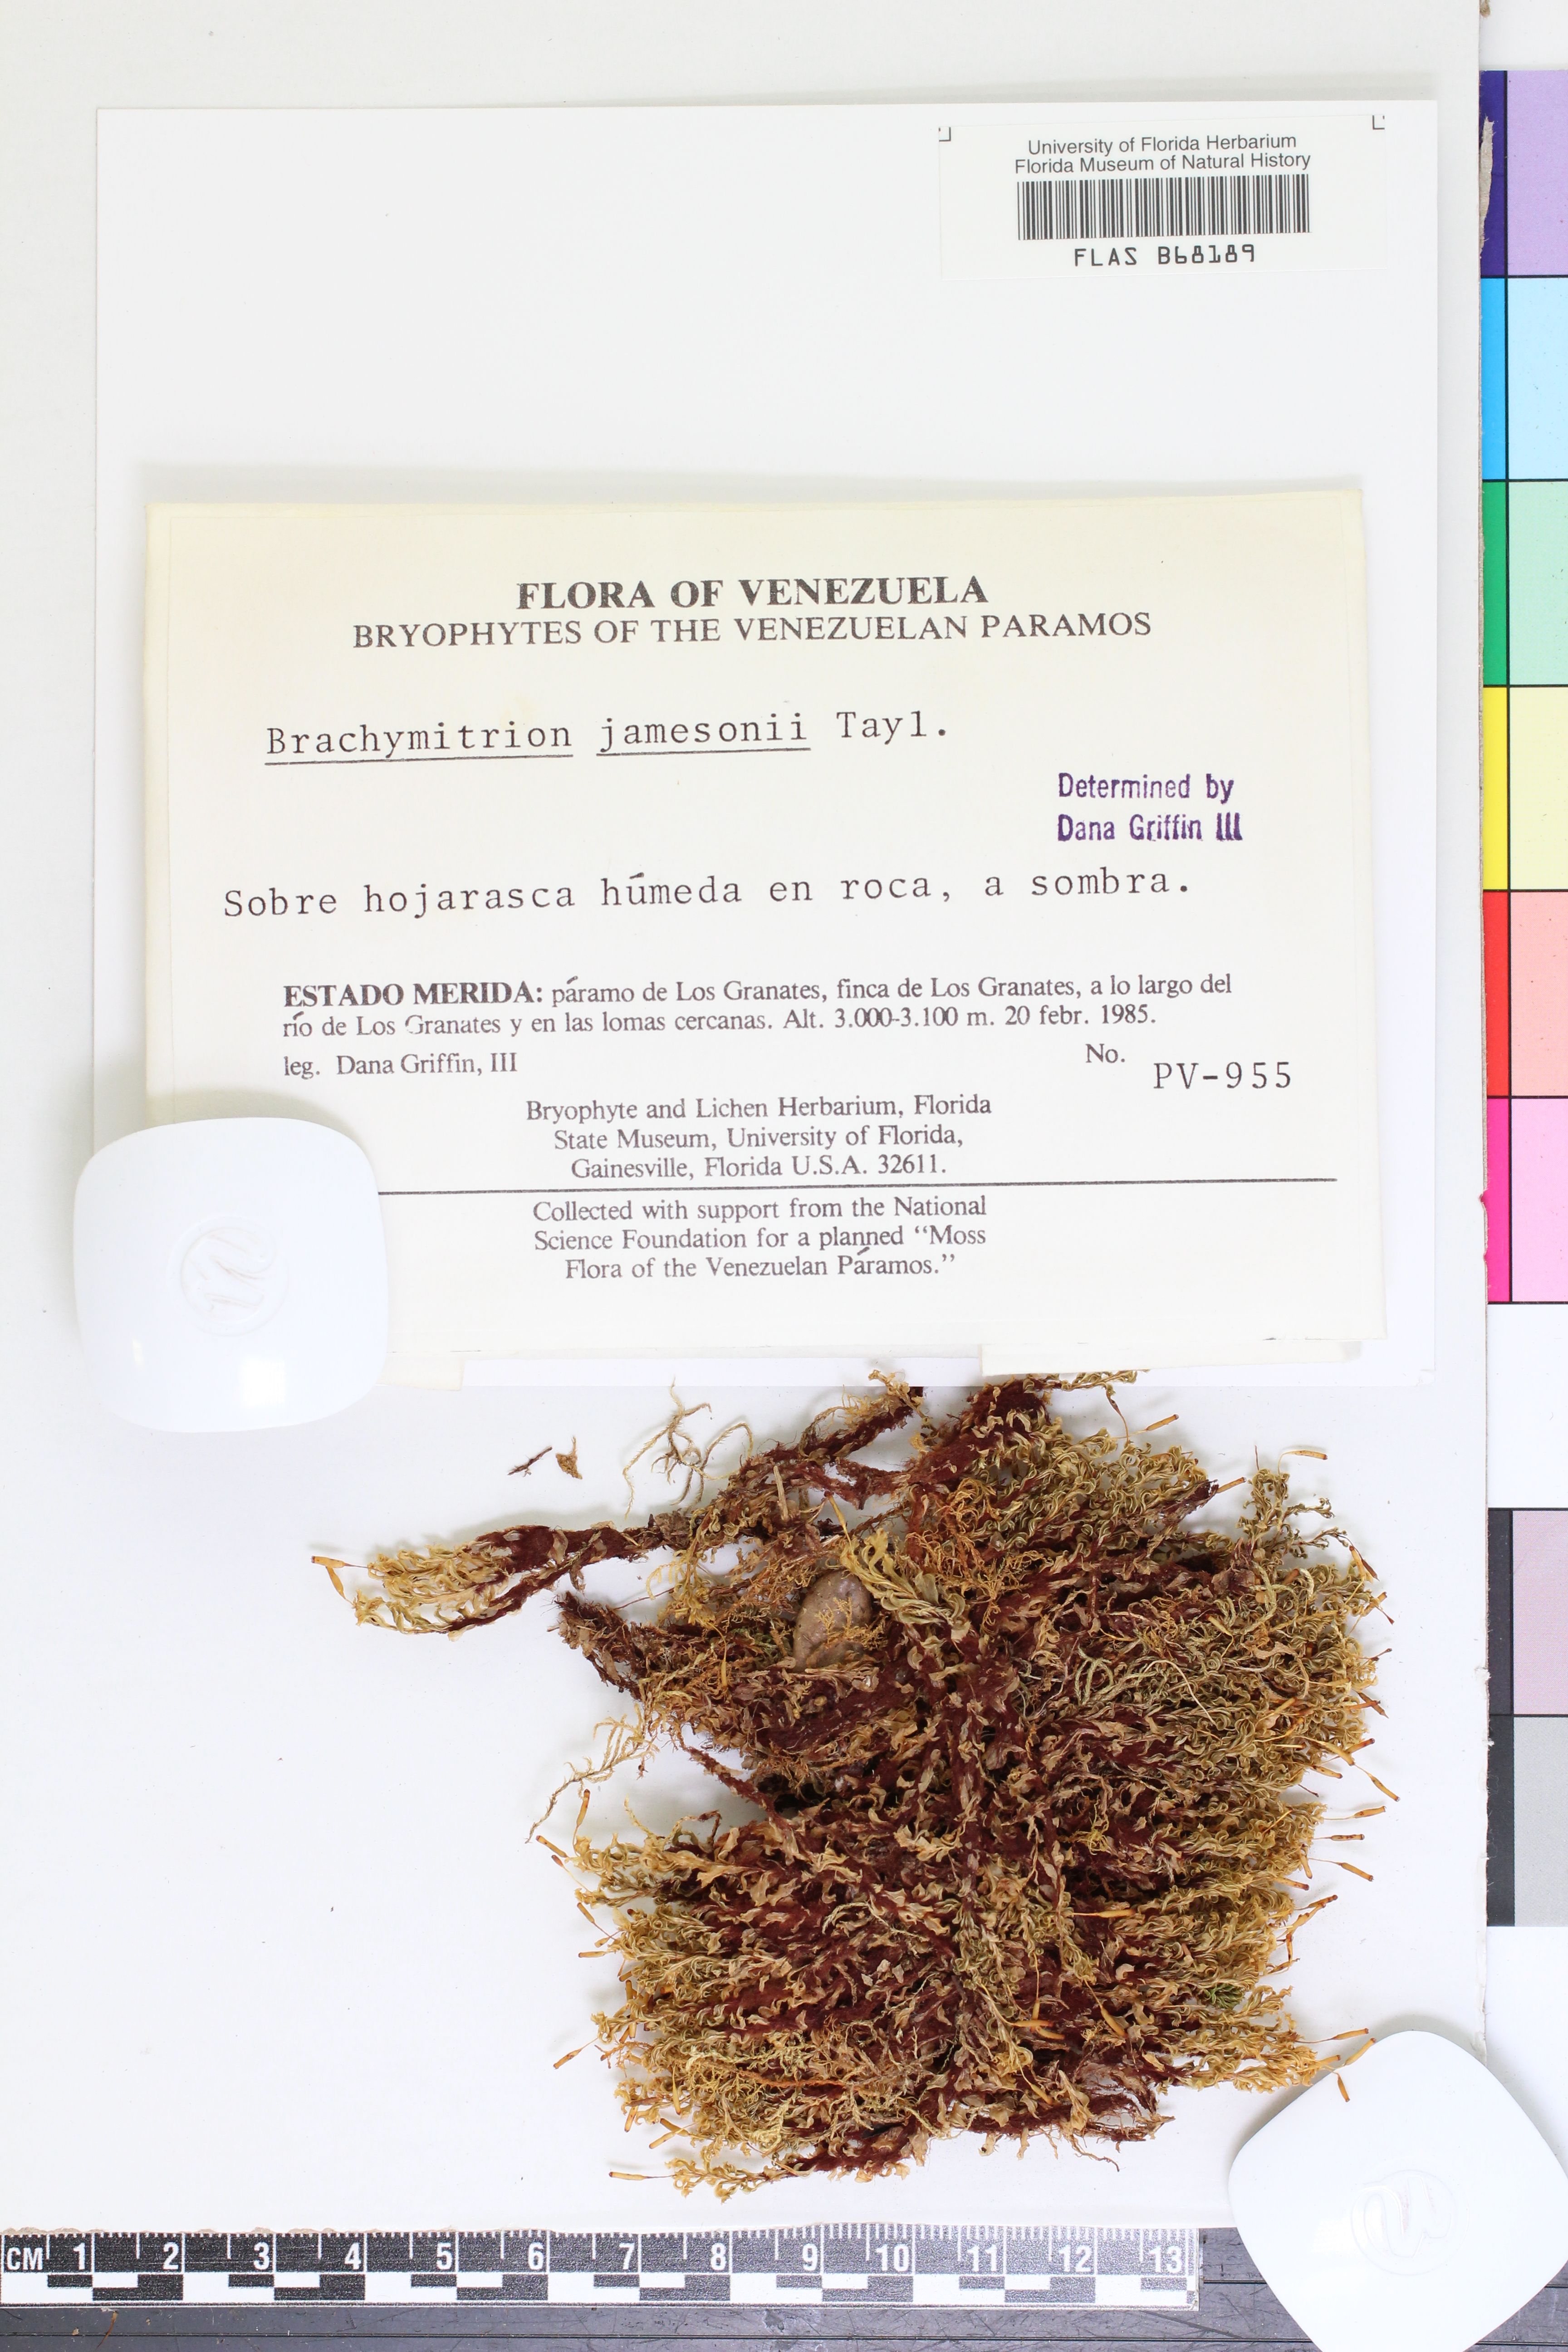 University of Florida Herbarium
Florida Museum of Natural History
FLAS B68189
FLORA OF VENEZUELA
BRYOPHYTES OF THE VENEZUELAN PARAMOS
Brachymitrion jamesonii Tayl.
Determined by
Dana Griffin III
Sobre hojarasca húmeda en roca, a sombra.
ESTADO MERIDA: páramo de Los Granates, finca de Los Granates, a lo largo del
río de Los Granates y en las lomas cercanas. Alt. 3.000-3.100 m. 20 febr. 1985.
leg. Dana Griffin, III No. PV-955
Bryophyte and Lichen Herbarium, Florida
State Museum, University of Florida,
Gainesville, Florida U.S.A. 32611.
Collected with support from the National
Science Foundation for a planned “Moss
Flora of the Venezuelan Páramos.”
CM 1 2 3 4 5 6 7 8 9 10 11 12 13